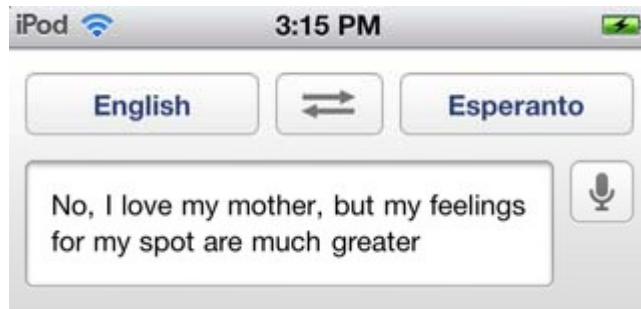 iPod 3:15 PM
English Esperanto
No, I love my mother, but my feelings
for my spot are much greater